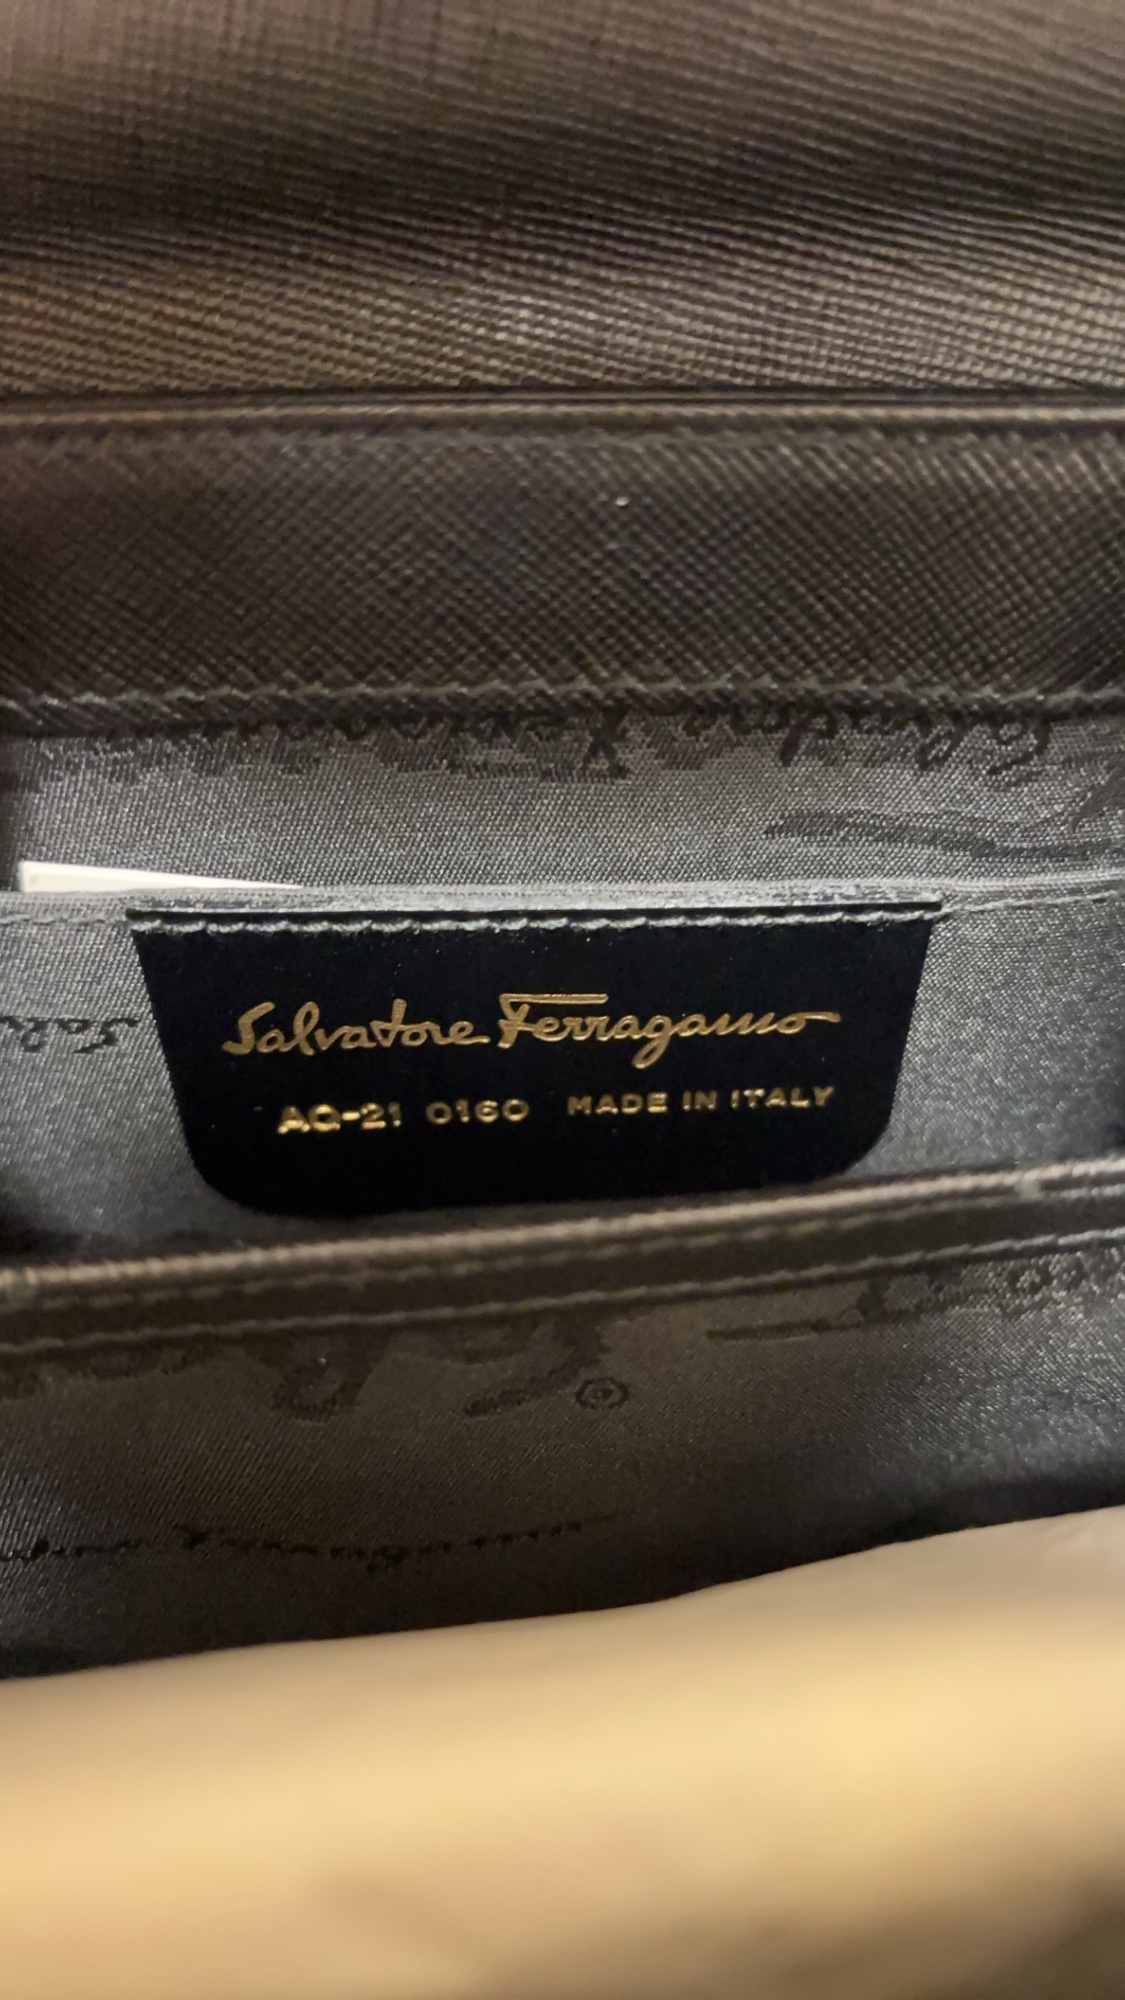 Salvatore Ferragamo
AQ-21 0160 MADE IN ITALY